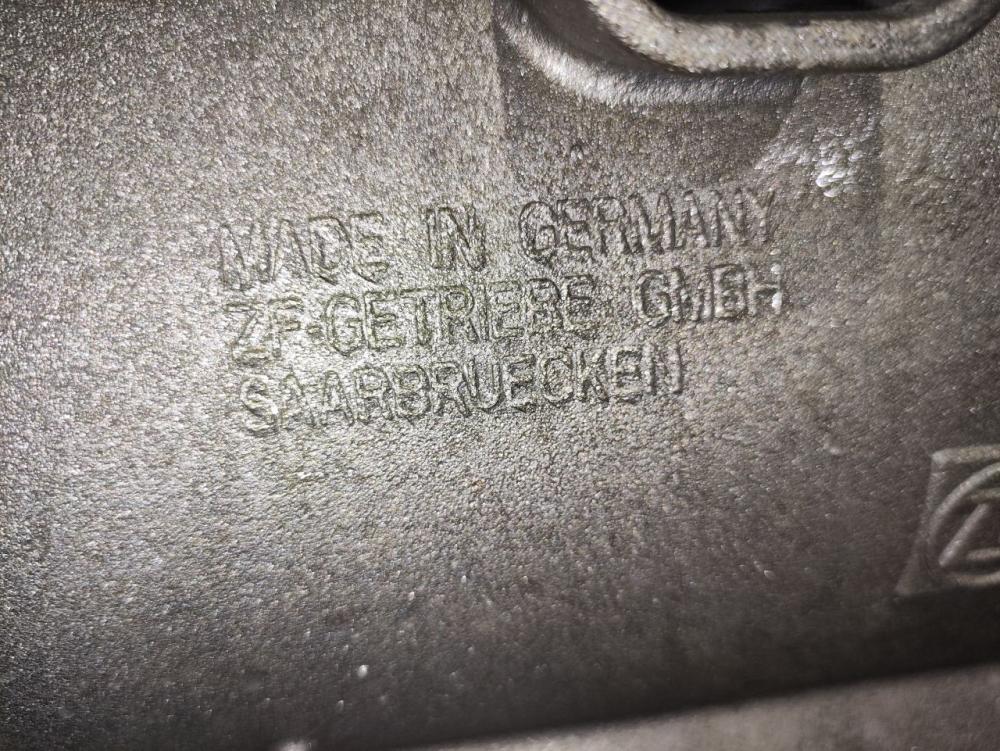 MADE IN GERMANY
ZF-GETRIEBE GMBH
SAARBRUECKEN